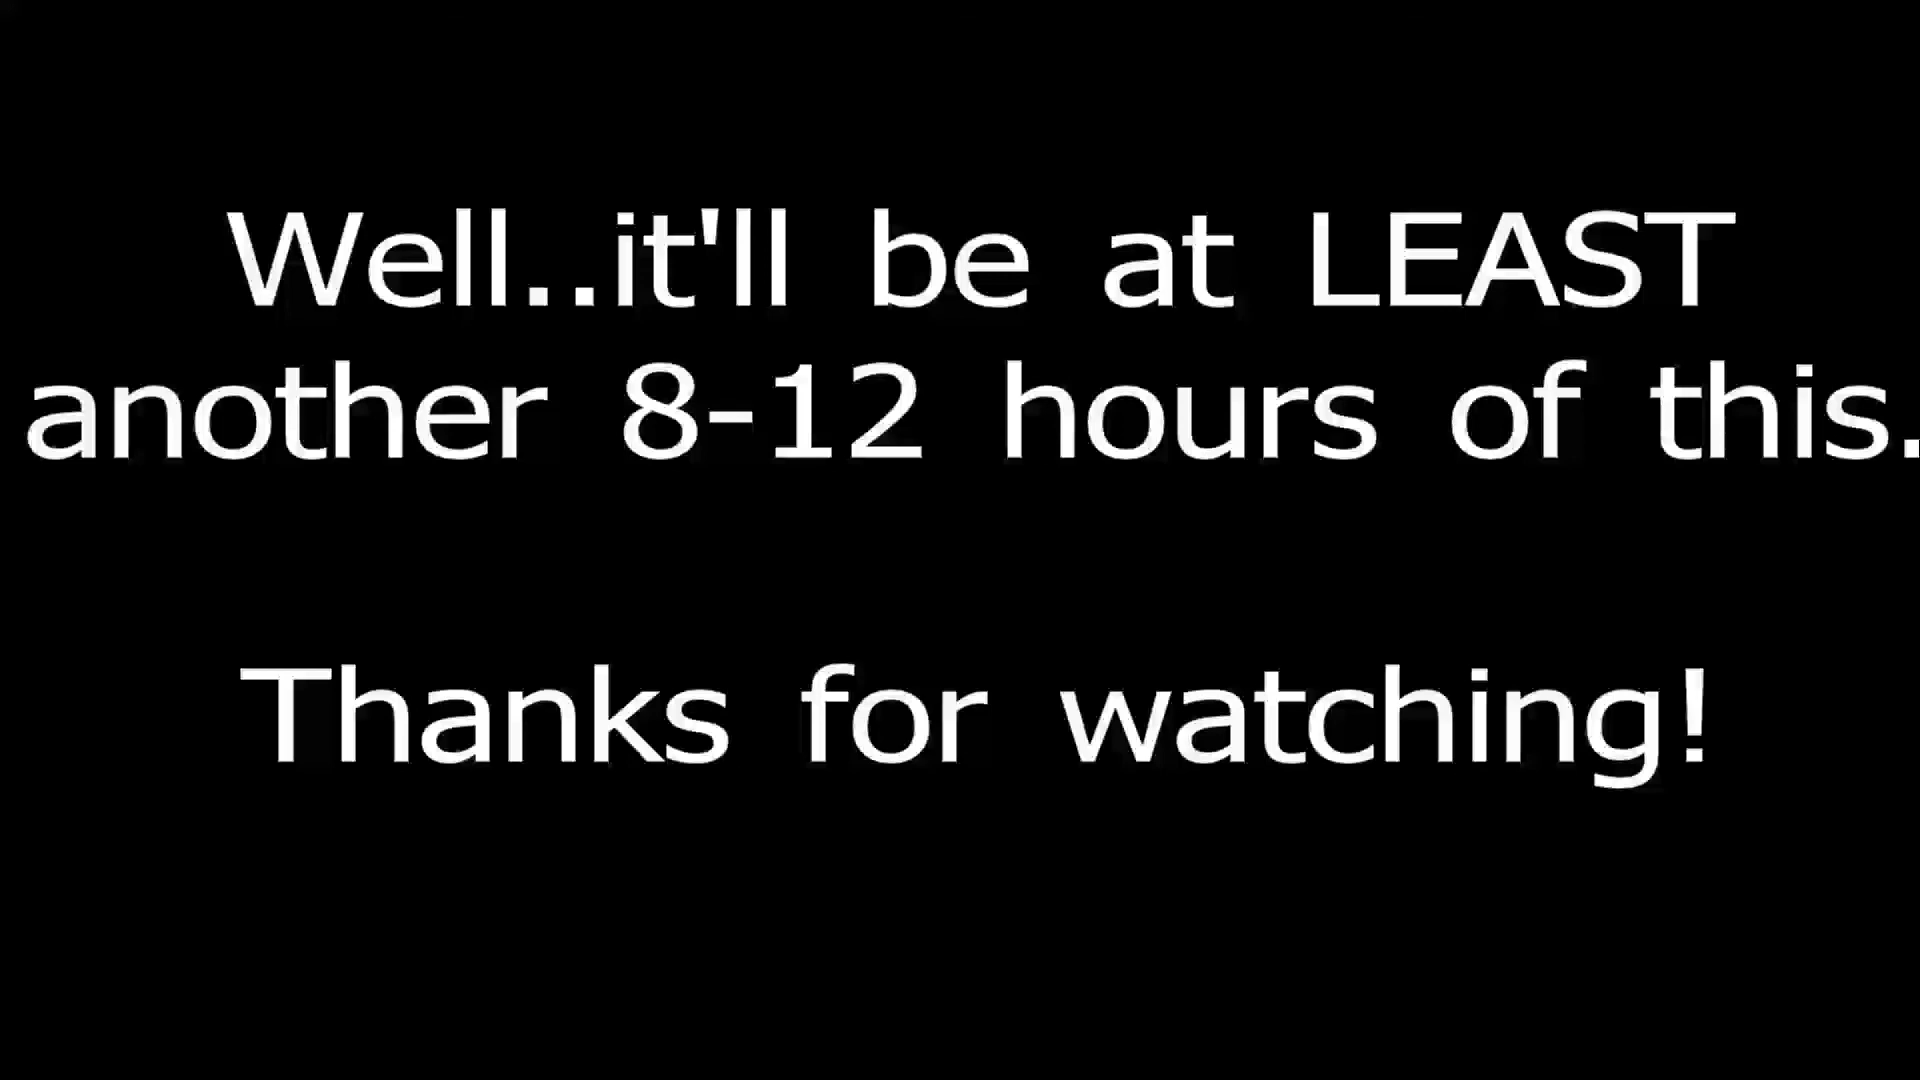 Well..it'll be at LEAST
another 8-12 hours of this.
Thanks for watching!